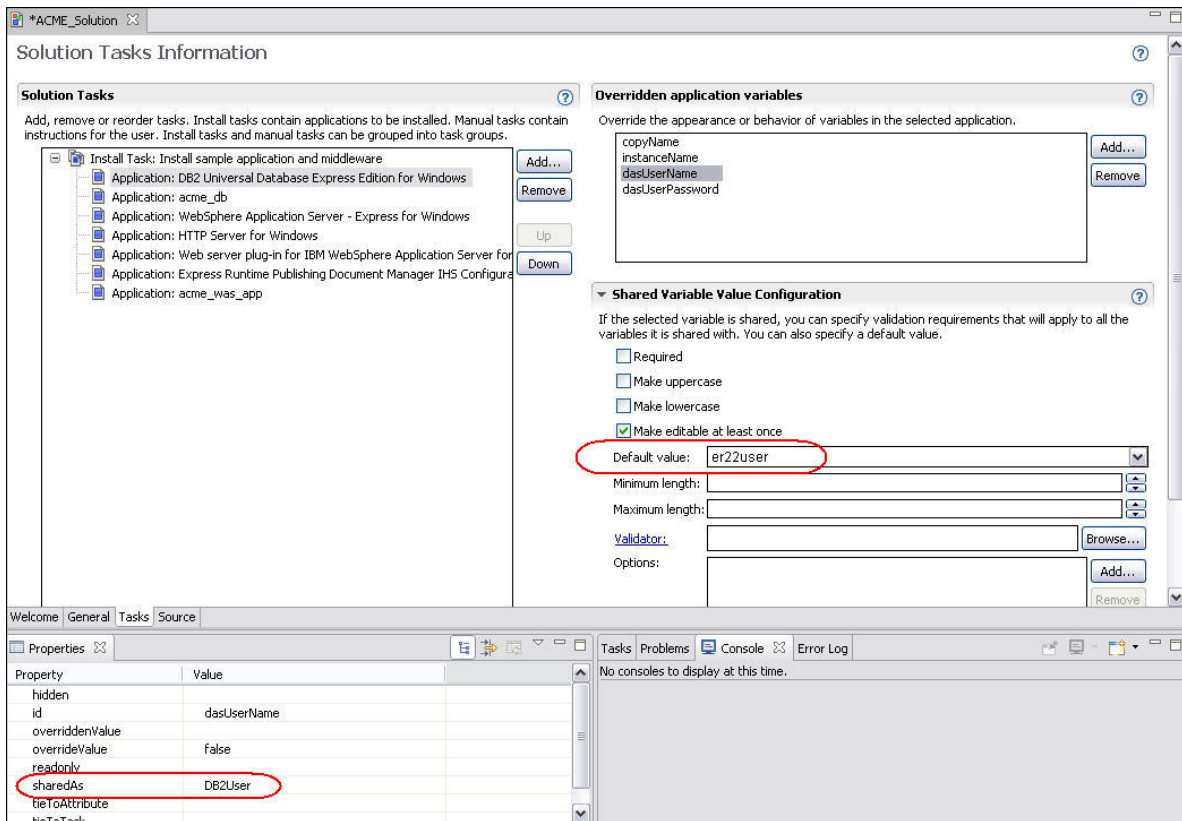 *ACME_Solution
Solution Tasks Information
Solution Tasks
Add, remove or reorder tasks. Install tasks contain applications to be installed. Manual tasks contain
instructions for the user. Install tasks and manual tasks can be grouped into task groups.
Install Task: Install sample application and middleware
Application: DB2 Universal Database Express Edition for Windows
Application: acme_db
Application: WebSphere Application Server - Express for Windows
Application: HTTP Server for Windows
Application: Web server plug-in for IBM WebSphere Application Server for
Application: Express Runtime Publishing Document Manager IHS Configura
Application: acme_was_app
Add...
Remove
Up
Down
Overridden application variables
Override the appearance or behavior of variables in the selected application.
copyName
instanceName
dasUserName
dasUserPassword
Add...
Remove
Shared Variable Value Configuration
If the selected variable is shared, you can specify validation requirements that will apply to all the
variables it is shared with. You can also specify a default value.
Required
Make uppercase
Make lowercase
Make editable at least once
Default value: er22user
Minimum length:
Maximum length:
Validator: Browse...
Options:
Add...
Remove
Welcome General Tasks Source
Properties
Property Value
hidden
id dasUserName
overriddenValue
overrideValue false
readonly
sharedAs DB2User
tieToAttribute
tieToTask
Tasks Problems Console Error Log
No consoles to display at this time.